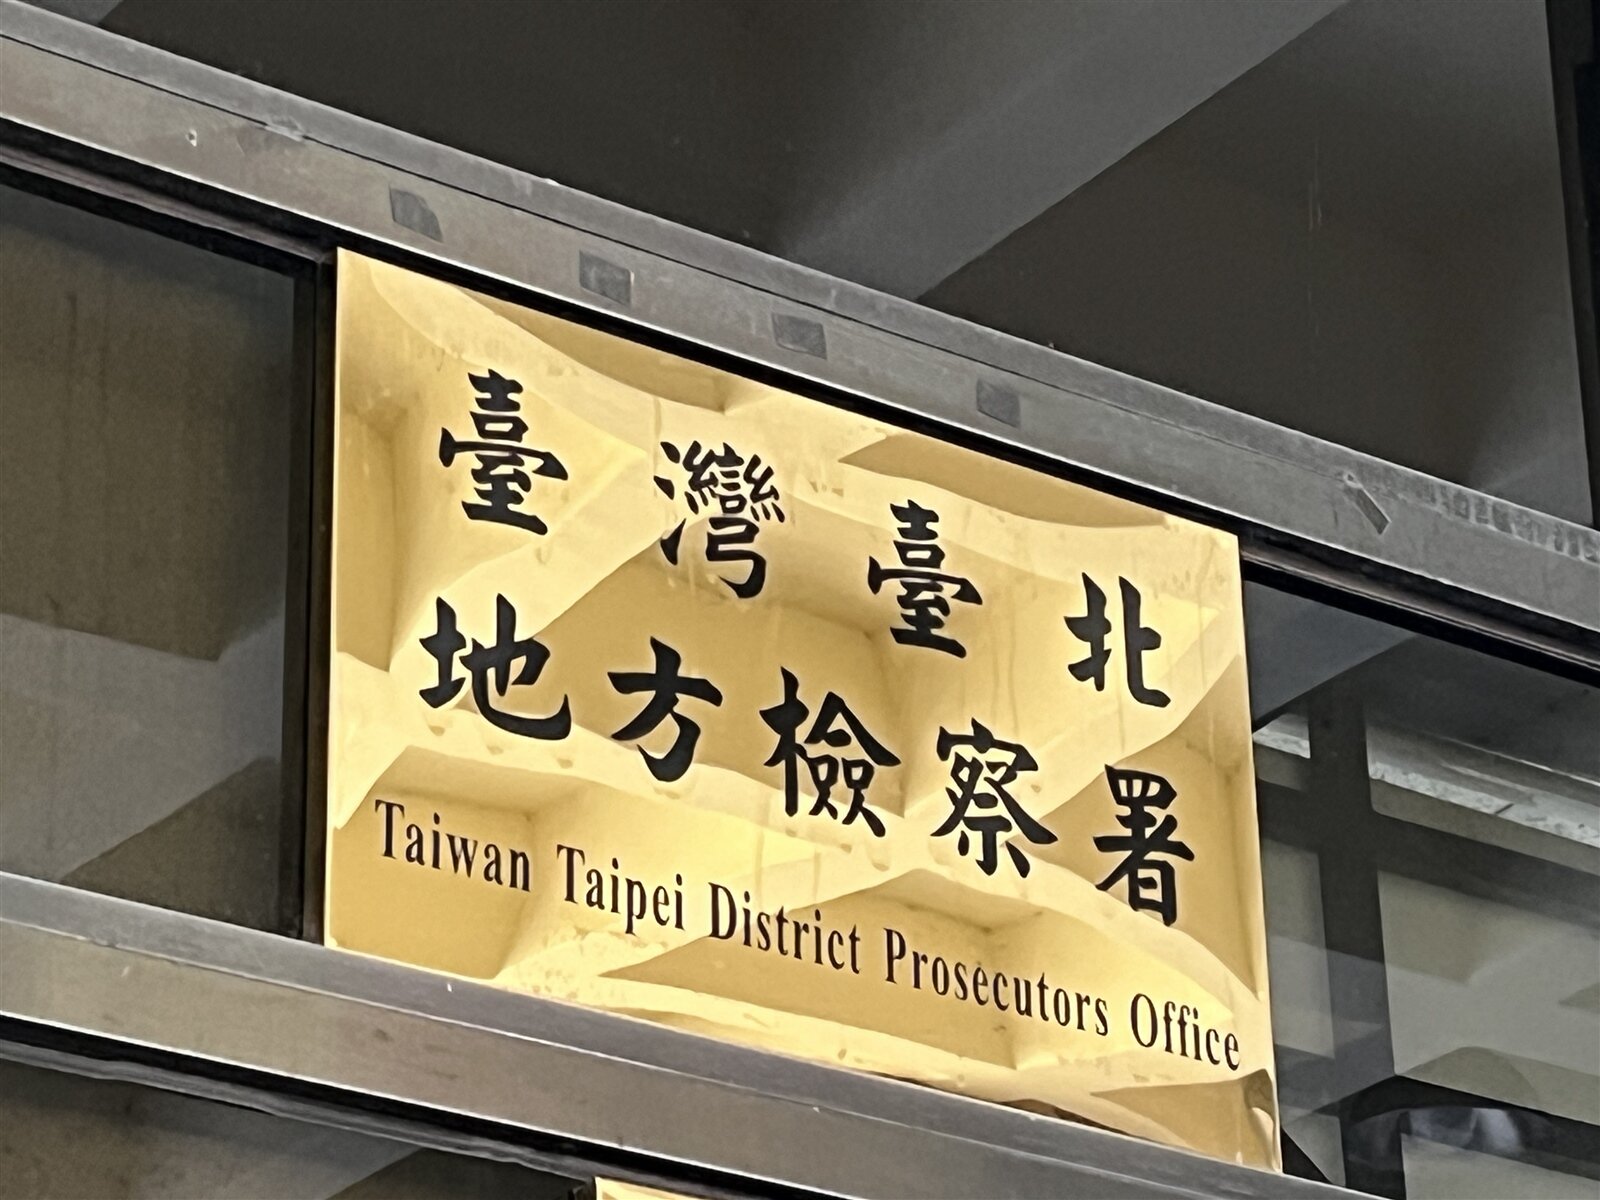 臺灣臺北
地方檢察署
Taiwan Taipei District Prosecutors Office